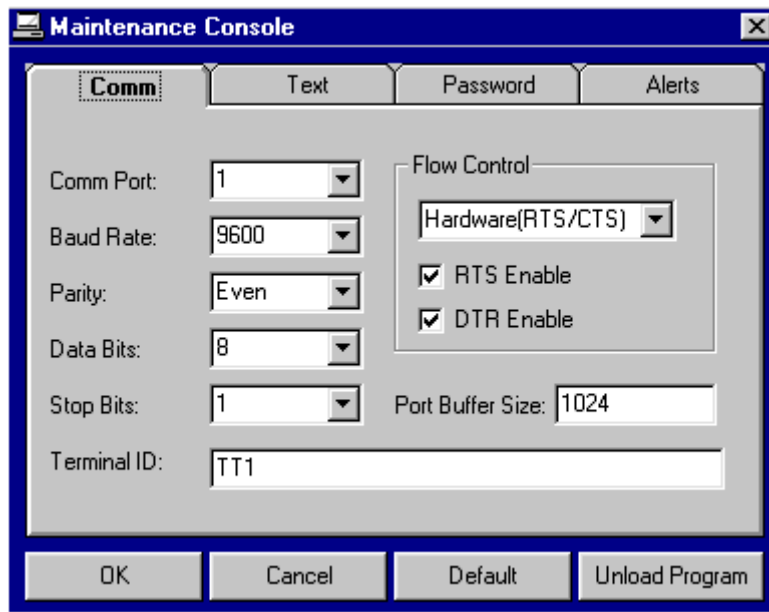 Maintenance Console
Comm Text Password Alerts
Comm Port: 1
Baud Rate: 9600
Parity: Even
Data Bits: 8
Stop Bits: 1
Terminal ID: TT1
Flow Control
Hardware(RTS/CTS)
RTS Enable
DTR Enable
Port Buffer Size: 1024
OK Cancel Default Unload Program